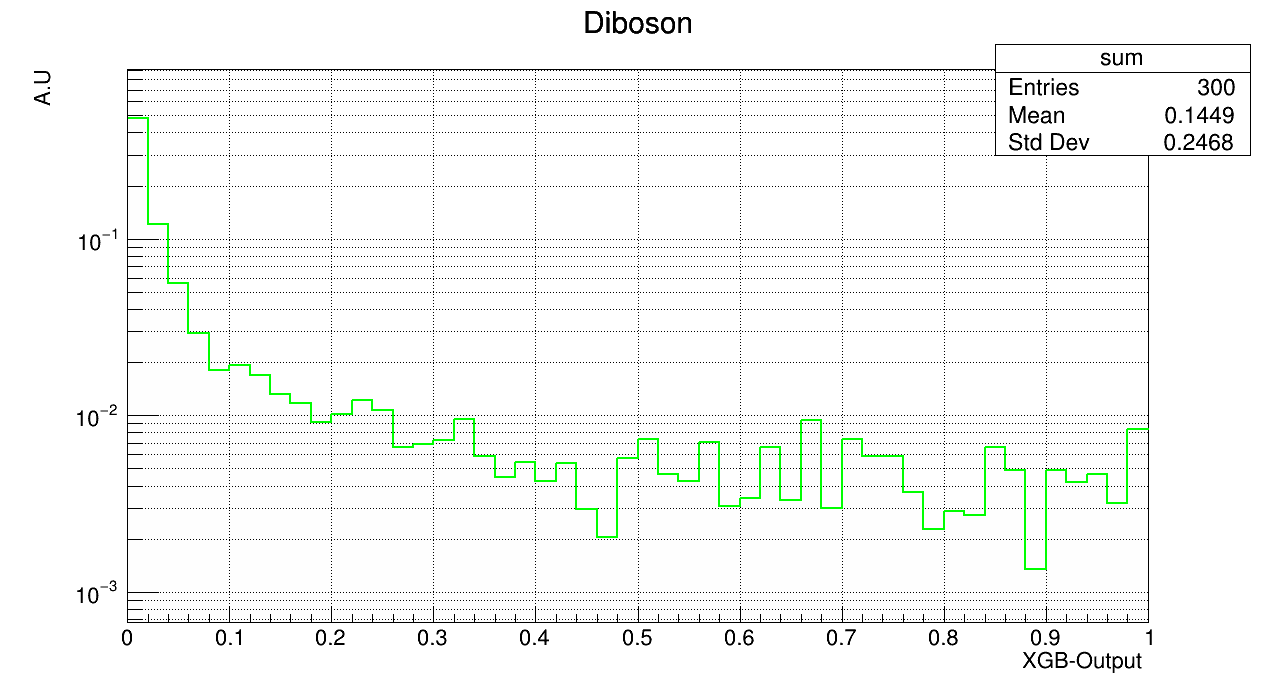 Diboson
sum
Entries 300
Mean 0.1449
Std Dev 0.2468
A.U
10−1
10−2
10−3
0 0.1 0.2 0.3 0.4 0.5 0.6 0.7 0.8 0.9 1
XGB-Output